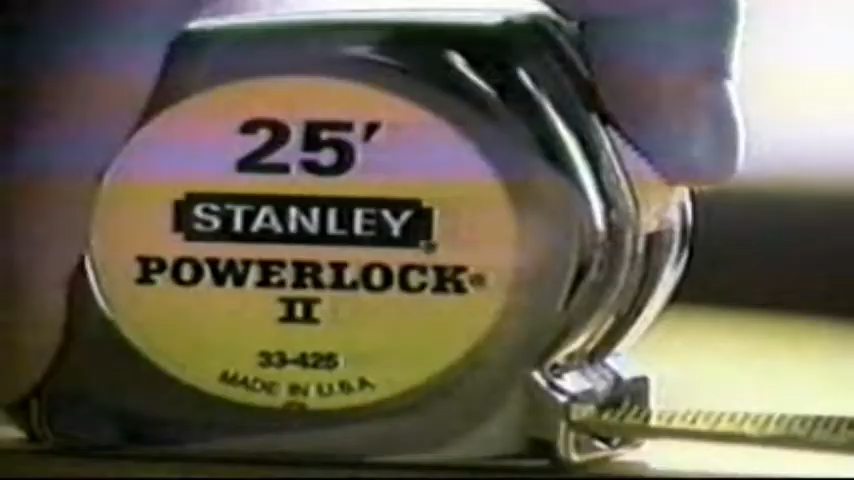 25'
STANLEY®
POWERLOCK®
II
33-425
MADE IN U.S.A.